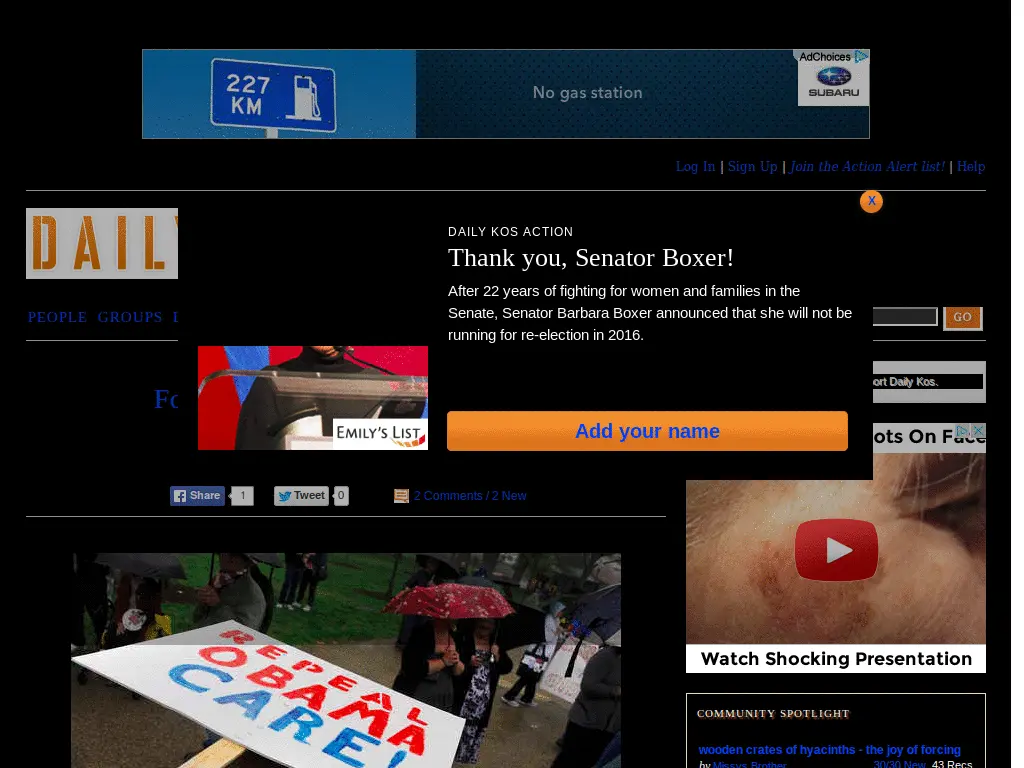 227
KM
No gas station
AdChoices
SUBARU
Log In | Sign Up | Join the Action Alert list! | Help
X
DAILY
DAILY KOS ACTION
Thank you, Senator Boxer!
After 22 years of fighting for women and families in the
Senate, Senator Barbara Boxer announced that she will not be
running for re-election in 2016.
PEOPLE GROUPS
GO
ort Daily Kos.
Fo
EMILY'S LIST
Add your name
ots On Face
Share 1 Tweet 0 2 Comments / 2 New
REPEAL
OBAMA
CARE!
Watch Shocking Presentation
COMMUNITY SPOTLIGHT
wooden crates of hyacinths - the joy of forcing
by Missys Brother 30/30 New 43 Recs